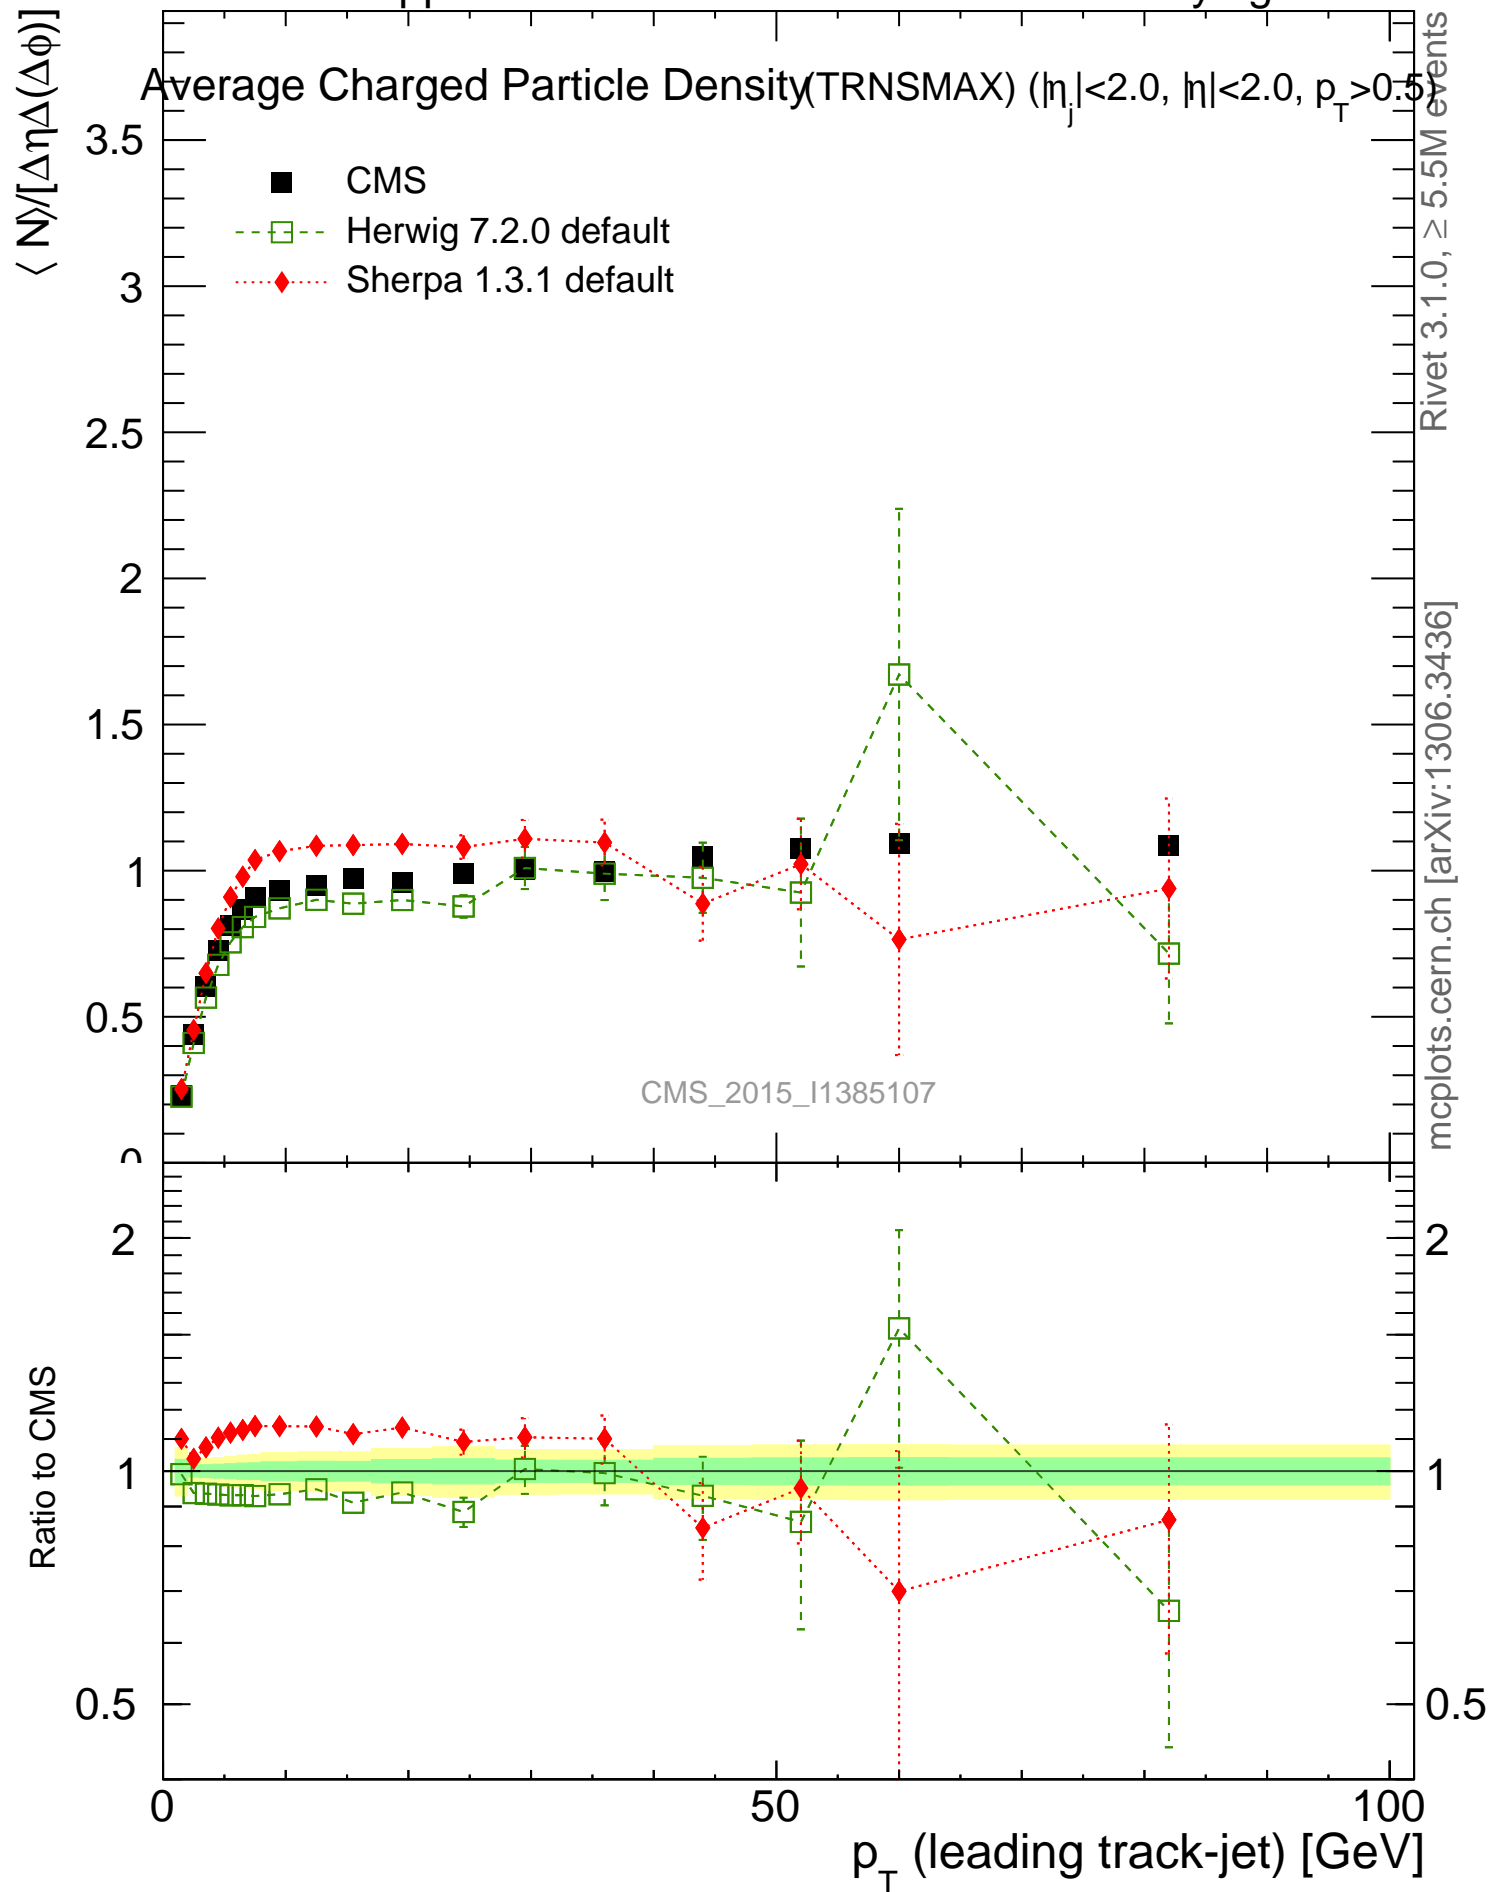 ⟨ N⟩/[ΔηΔ(Δϕ)]
Average Charged Particle Density (TRNSMAX) (|η_j|<2.0, |η|<2.0, p_T>0.5)
CMS
Herwig 7.2.0 default
Sherpa 1.3.1 default
3.5
3
2.5
2
1.5
1
0.5
0
CMS_2015_I1385107
Rivet 3.1.0, ≥ 5.5M events
mcplots.cern.ch [arXiv:1306.3436]
Ratio to CMS
2
1
0.5
2
1
0.5
0
50
100
p_T (leading track-jet) [GeV]